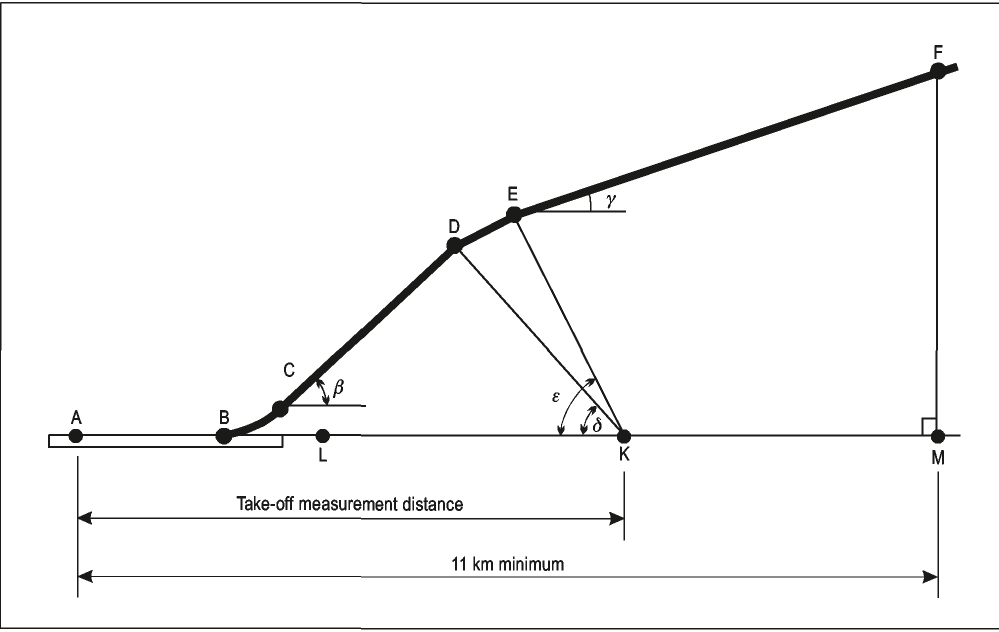 F
E
γ
D
C
β
A
B
ε
δ
L
K
M
Take-off measurement distance
11 km minimum